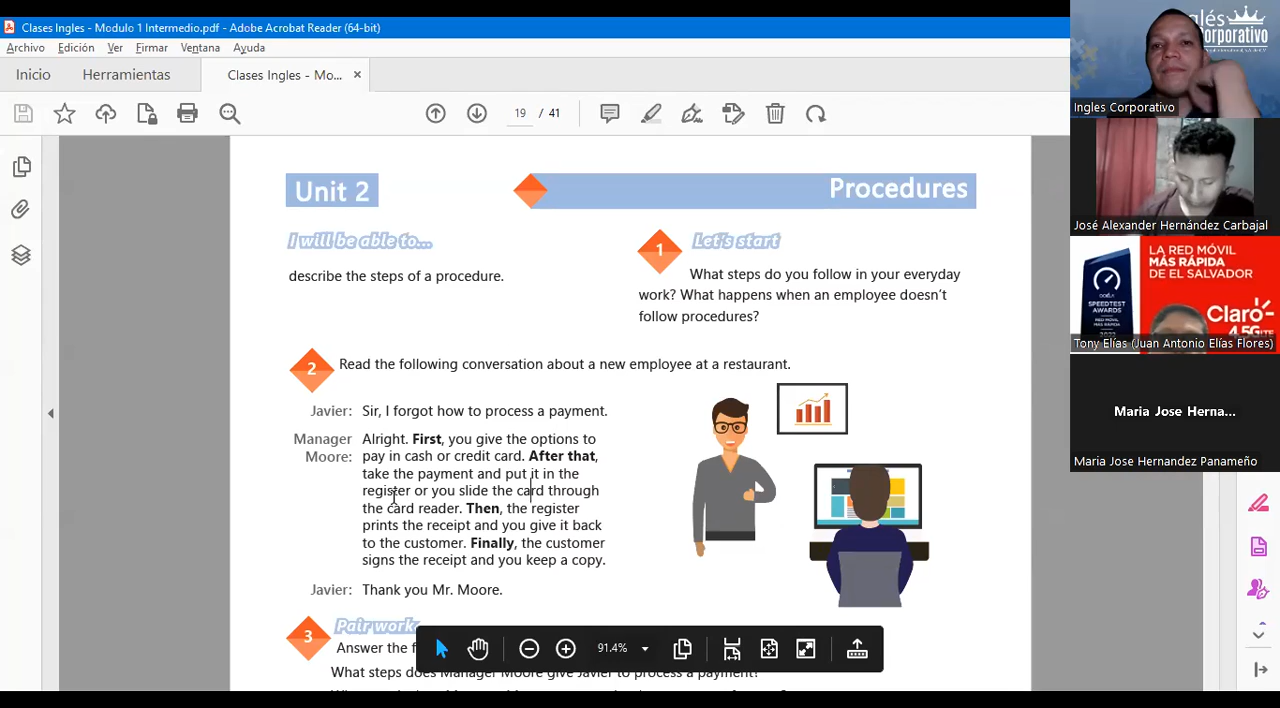 Clases Ingles - Modulo 1 Intermedio.pdf - Adobe Acrobat Reader (64-bit)
Archivo Edición Ver Firmar Ventana Ayuda
Inicio Herramientas Clases Ingles - Mo... ×
19 / 41
Unit 2
Procedures
I will be able to...
describe the steps of a procedure.
1 Let's start
What steps do you follow in your everyday
work? What happens when an employee doesn't
follow procedures?
2 Read the following conversation about a new employee at a restaurant.
Javier: Sir, I forgot how to process a payment.
Manager Moore: Alright. First, you give the options to
pay in cash or credit card. After that,
take the payment and put it in the
register or you slide the card through
the card reader. Then, the register
prints the receipt and you give it back
to the customer. Finally, the customer
signs the receipt and you keep a copy.
Javier: Thank you Mr. Moore.
3 Pair work
Answer the f
What steps does Manager Moore give Javier to process a payment?
91.4%
glés
orporativo
Ingles Corporativo
José Alexander Hernández Carbajal
LA RED MÓVIL
MÁS RÁPIDA
DE EL SALVADOR
SPEEDTEST
AWARDS
Claro
4.5G LTE
Tony Elías (Juan Antonio Elías Flores)
Maria Jose Herna...
Maria Jose Hernandez Panameño